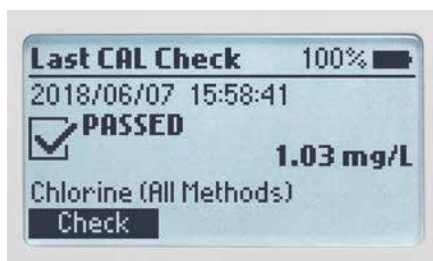 Last CAL Check 100%
2018/06/07 15:58:41
PASSED
1.03 mg/L
Chlorine (All Methods)
Check